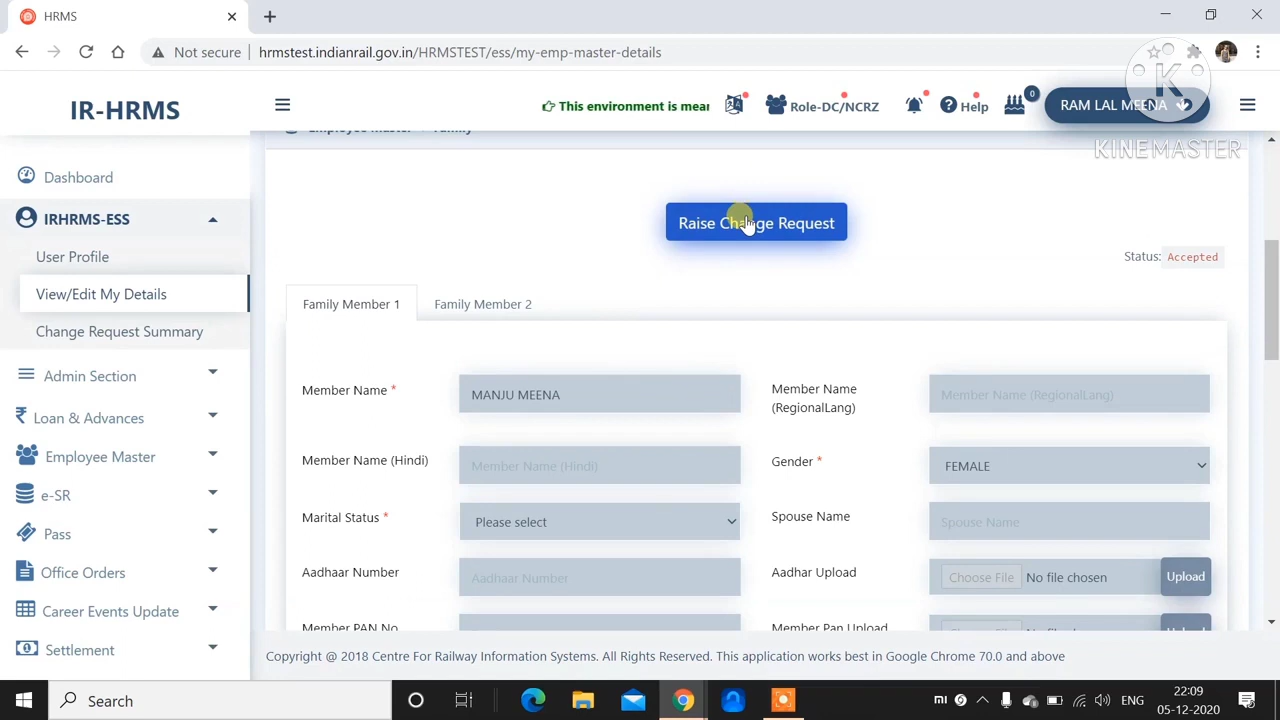 HRMS
Not secure
hrmstest.indianrail.gov.in/HRMSTEST/ess/my-emp-master-details
IR-HRMS
This environment is mear
Role-DC/NCRZ
Help
0
RAM LAL MEENA
K
KINEMASTER
Employee Master
Family
Dashboard
IRHRMS-ESS
User Profile
View/Edit My Details
Change Request Summary
Admin Section
Loan & Advances
Employee Master
e-SR
Pass
Office Orders
Career Events Update
Settlement
Raise Change Request
Status: Accepted
Family Member 1
Family Member 2
Member Name *
MANJU MEENA
Member Name
(RegionalLang)
Member Name (RegionalLang)
Member Name (Hindi)
Member Name (Hindi)
Gender *
FEMALE
Marital Status *
Please select
Spouse Name
Spouse Name
Aadhaar Number
Aadhaar Number
Aadhar Upload
Choose File No file chosen
Upload
Member PAN No
Member Pan Upload
Copyright @ 2018 Centre For Railway Information Systems. All Rights Reserved. This application works best in Google Chrome 70.0 and above
Search
mi
ENG
22:09
05-12-2020